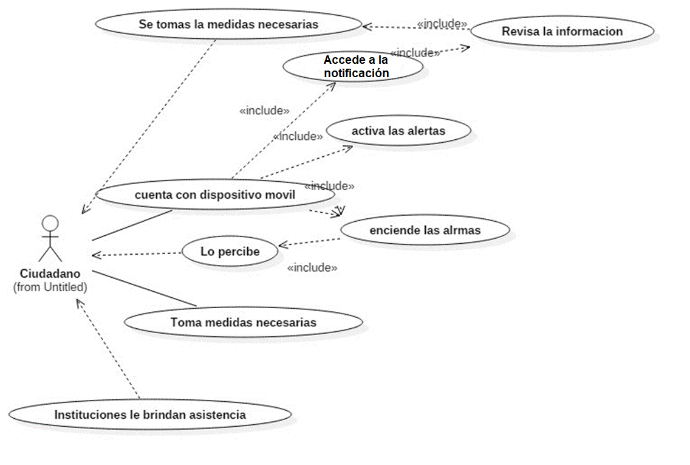 Se tomas la medidas necesarias
«include»
Revisa la informacion
«include»
Accede a la
notificación
«include»
activa las alertas
«include»
cuenta con dispositivo movil
«include»
enciende las alrmas
Lo percibe
«include»
Ciudadano
(from Untitled)
Toma medidas necesarias
Instituciones le brindan asistencia